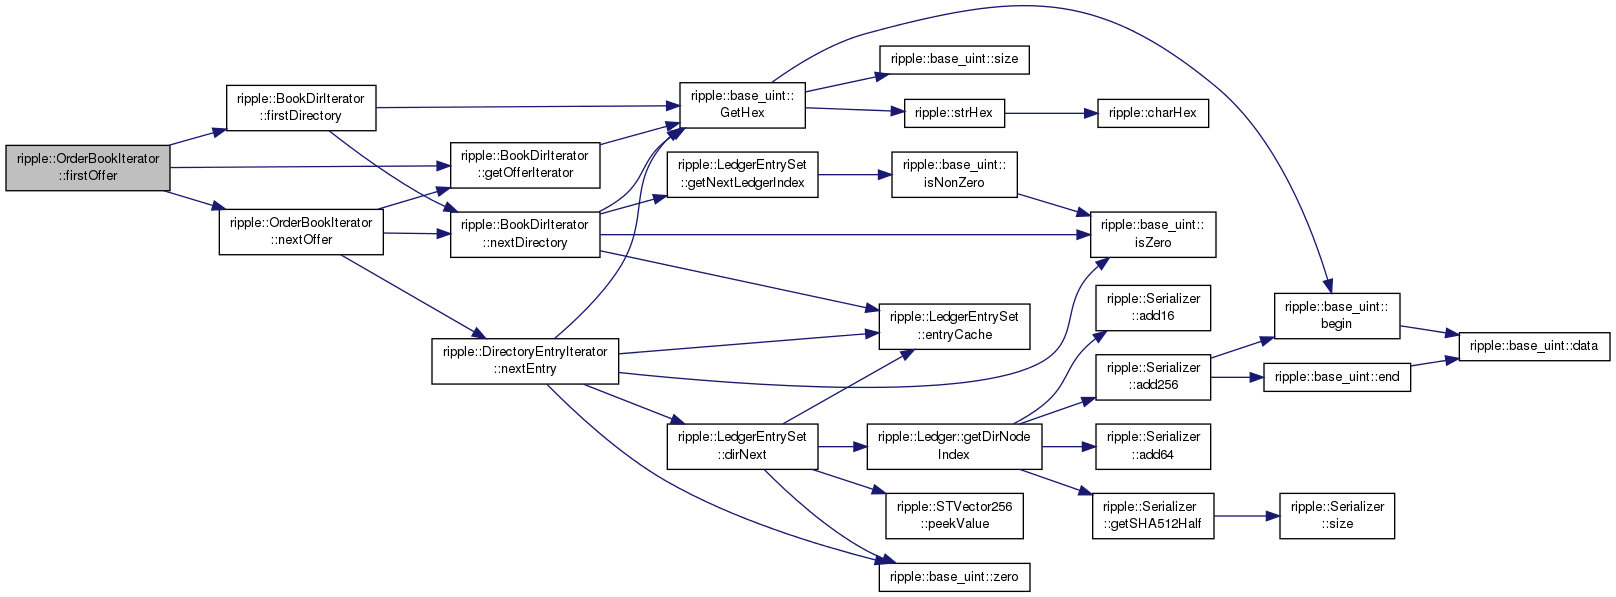 ripple::OrderBookIterator
::firstOffer
ripple::BookDirIterator
::firstDirectory
ripple::OrderBookIterator
::nextOffer
ripple::BookDirIterator
::getOfferIterator
ripple::BookDirIterator
::nextDirectory
ripple::DirectoryEntryIterator
::nextEntry
ripple::base_uint::
GetHex
ripple::LedgerEntrySet
::getNextLedgerIndex
ripple::LedgerEntrySet
::dirNext
ripple::base_uint::size
ripple::strHex
ripple::base_uint::
isNonZero
ripple::LedgerEntrySet
::entryCache
ripple::Ledger::getDirNode
Index
ripple::STVector256
::peekValue
ripple::base_uint::zero
ripple::charHex
ripple::base_uint::
isZero
ripple::Serializer
::add16
ripple::Serializer
::add256
ripple::Serializer
::add64
ripple::Serializer
::getSHA512Half
ripple::base_uint::
begin
ripple::base_uint::end
ripple::Serializer
::size
ripple::base_uint::data